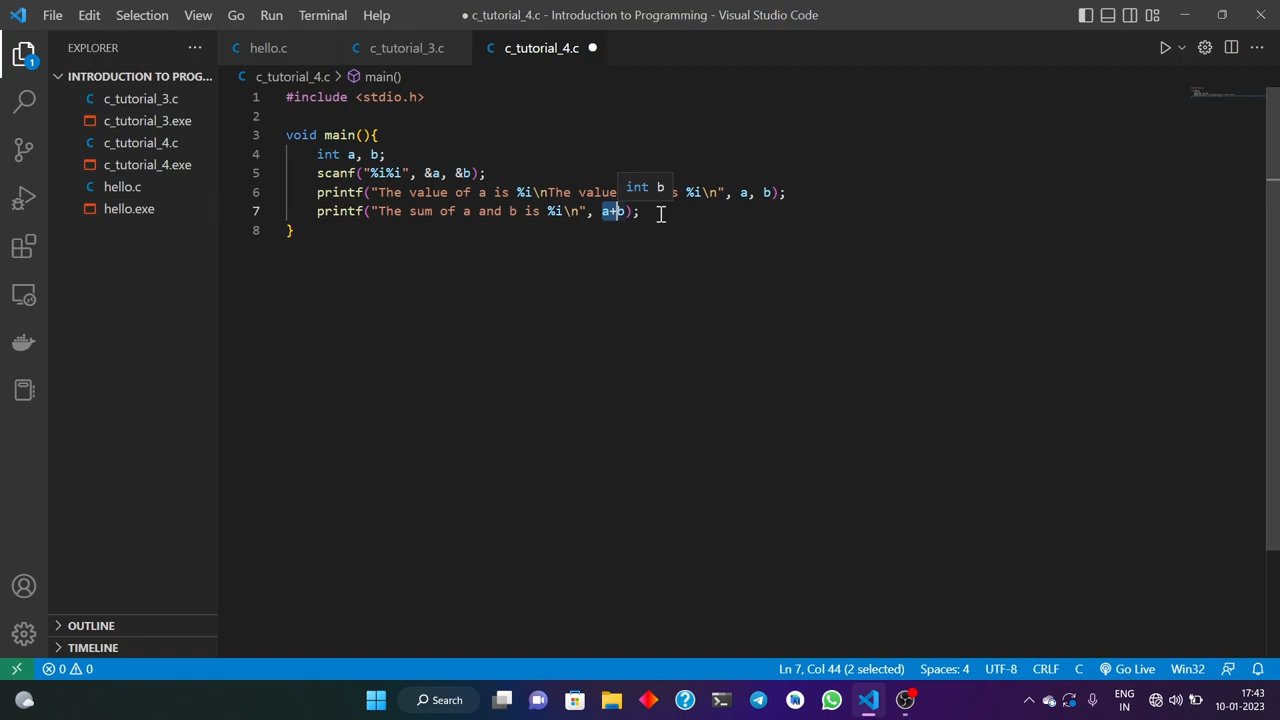 File Edit Selection View Go Run Terminal Help
● c_tutorial_4.c - Introduction to Programming - Visual Studio Code
EXPLORER
hello.c c_tutorial_3.c c_tutorial_4.c
INTRODUCTION TO PROG...
c_tutorial_4.c > main()
c_tutorial_3.c
c_tutorial_3.exe
c_tutorial_4.c
c_tutorial_4.exe
hello.c
hello.exe
1 #include <stdio.h>
2
3 void main(){
4 int a, b;
5 scanf("%i%i", &a, &b);
int b
6 printf("The value of a is %i\nThe value s %i\n", a, b);
7 printf("The sum of a and b is %i\n", a+b);
8 }
1
OUTLINE
TIMELINE
0 0
Ln 7, Col 44 (2 selected) Spaces: 4 UTF-8 CRLF C Go Live Win32
Search
ENG
IN
17:43
10-01-2023